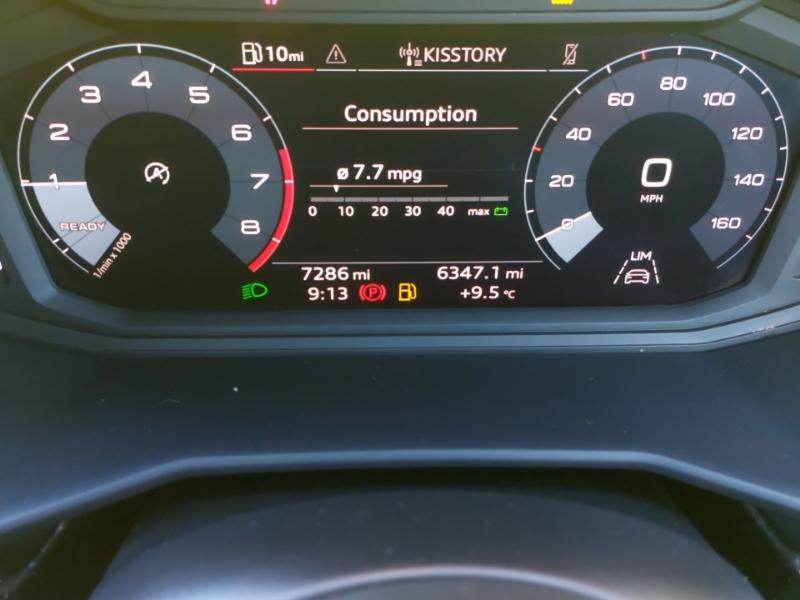 10mi
KISSTORY
Consumption
ø 7.7 mpg
0 10 20 30 40 max
7286 mi 6347.1 mi
9:13 P +9.5 °C
READY 1 2 3 4 5 6 7 8
1/min x 1000
A
0 20 40 60 80 100 120 140 160
0
MPH
LIM